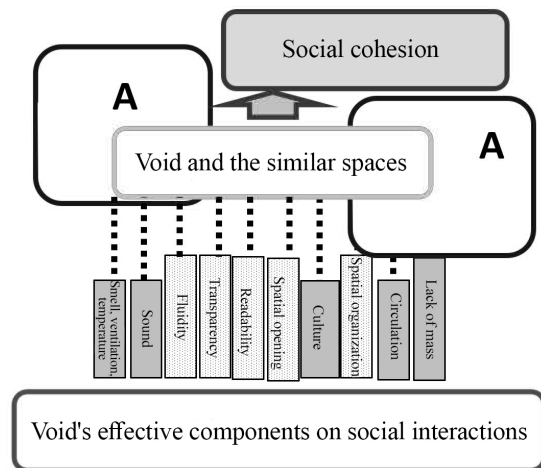 Social cohesion
A
A
Void and the similar spaces
Smell, ventilation,
temperature
Sound
Fluidity
Transparency
Readability
Spatial opening
Culture
Spatial organization
Circulation
Lack of mass
Void's effective components on social interactions